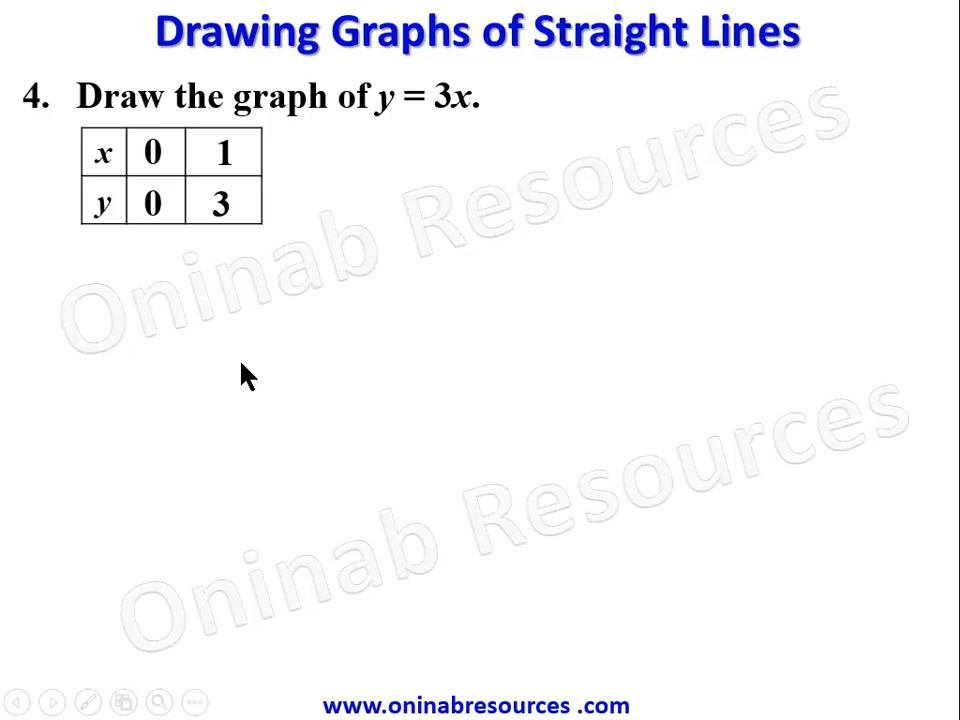 Drawing Graphs of Straight Lines
4. Draw the graph of y = 3x.
x 0 1
y 0 3
Oninab Resources
Oninab Resources
www.oninabresources .com